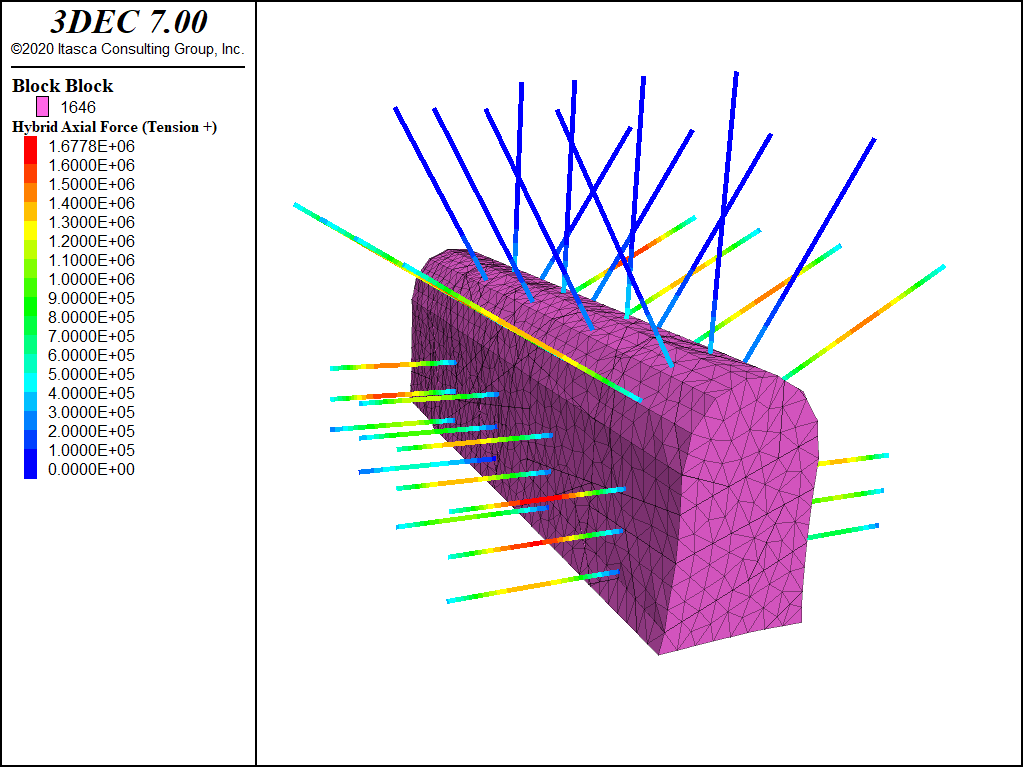 3DEC 7.00
©2020 Itasca Consulting Group, Inc.
Block Block
1646
Hybrid Axial Force (Tension +)
1.6778E+06
1.6000E+06
1.5000E+06
1.4000E+06
1.3000E+06
1.2000E+06
1.1000E+06
1.0000E+06
9.0000E+05
8.0000E+05
7.0000E+05
6.0000E+05
5.0000E+05
4.0000E+05
3.0000E+05
2.0000E+05
1.0000E+05
0.0000E+00